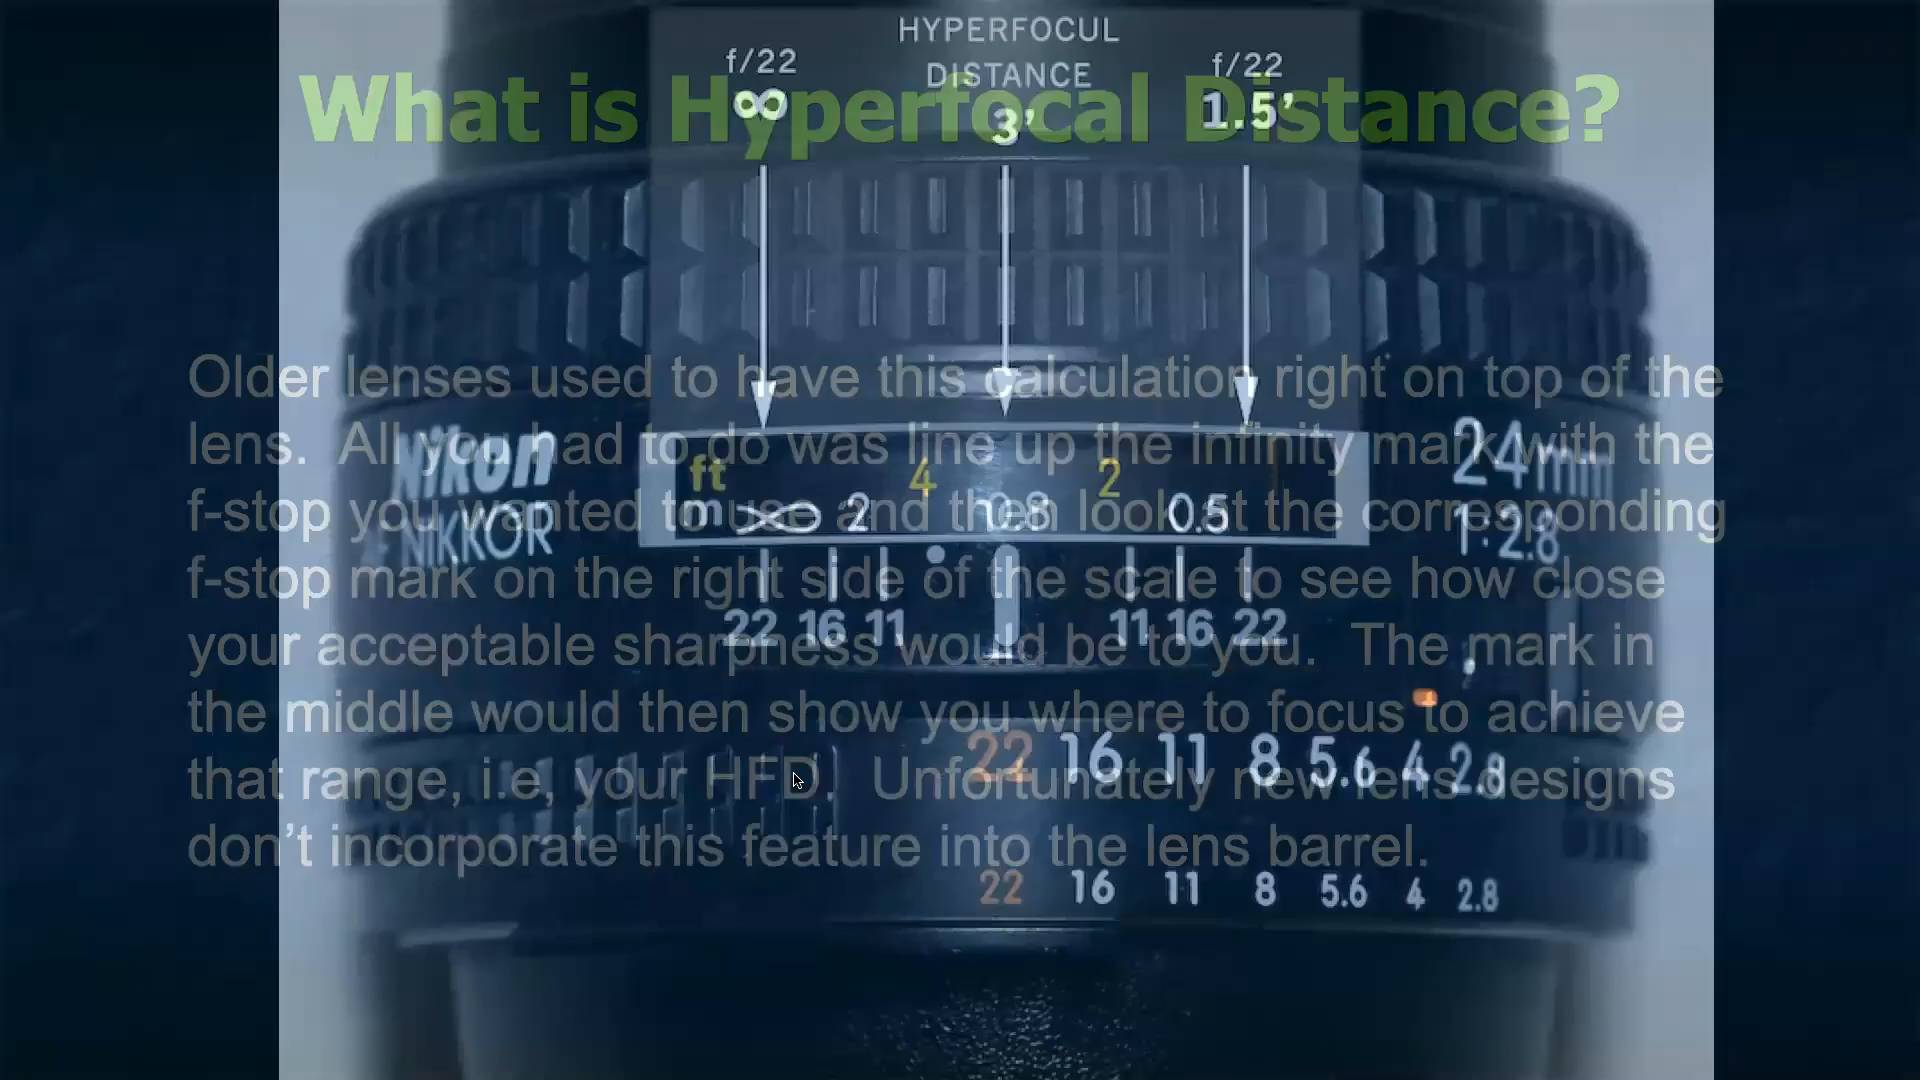 HYPERFOCUL
DISTANCE
f/22
f/22
∞
3’
1.5’
What is Hyperfocal Distance?
Older lenses used to have this calculation right on top of the
lens.  All you had to do was line up the infinity mark with the
f-stop you wanted to use and then look at the corresponding
f-stop mark on the right side of the scale to see how close
your acceptable sharpness would be to you.  The mark in
the middle would then show you where to focus to achieve
that range, i.e, your HFD.  Unfortunately new lens designs
don’t incorporate this feature into the lens barrel.
Nikon
NIKKOR
ft 4 2
m ∞ 2 0.8 0.5
24mm
1:2.8
22 16 11 11 16 22
22 16 11 8 5.6 4 2.8
22 16 11 8 5.6 4 2.8